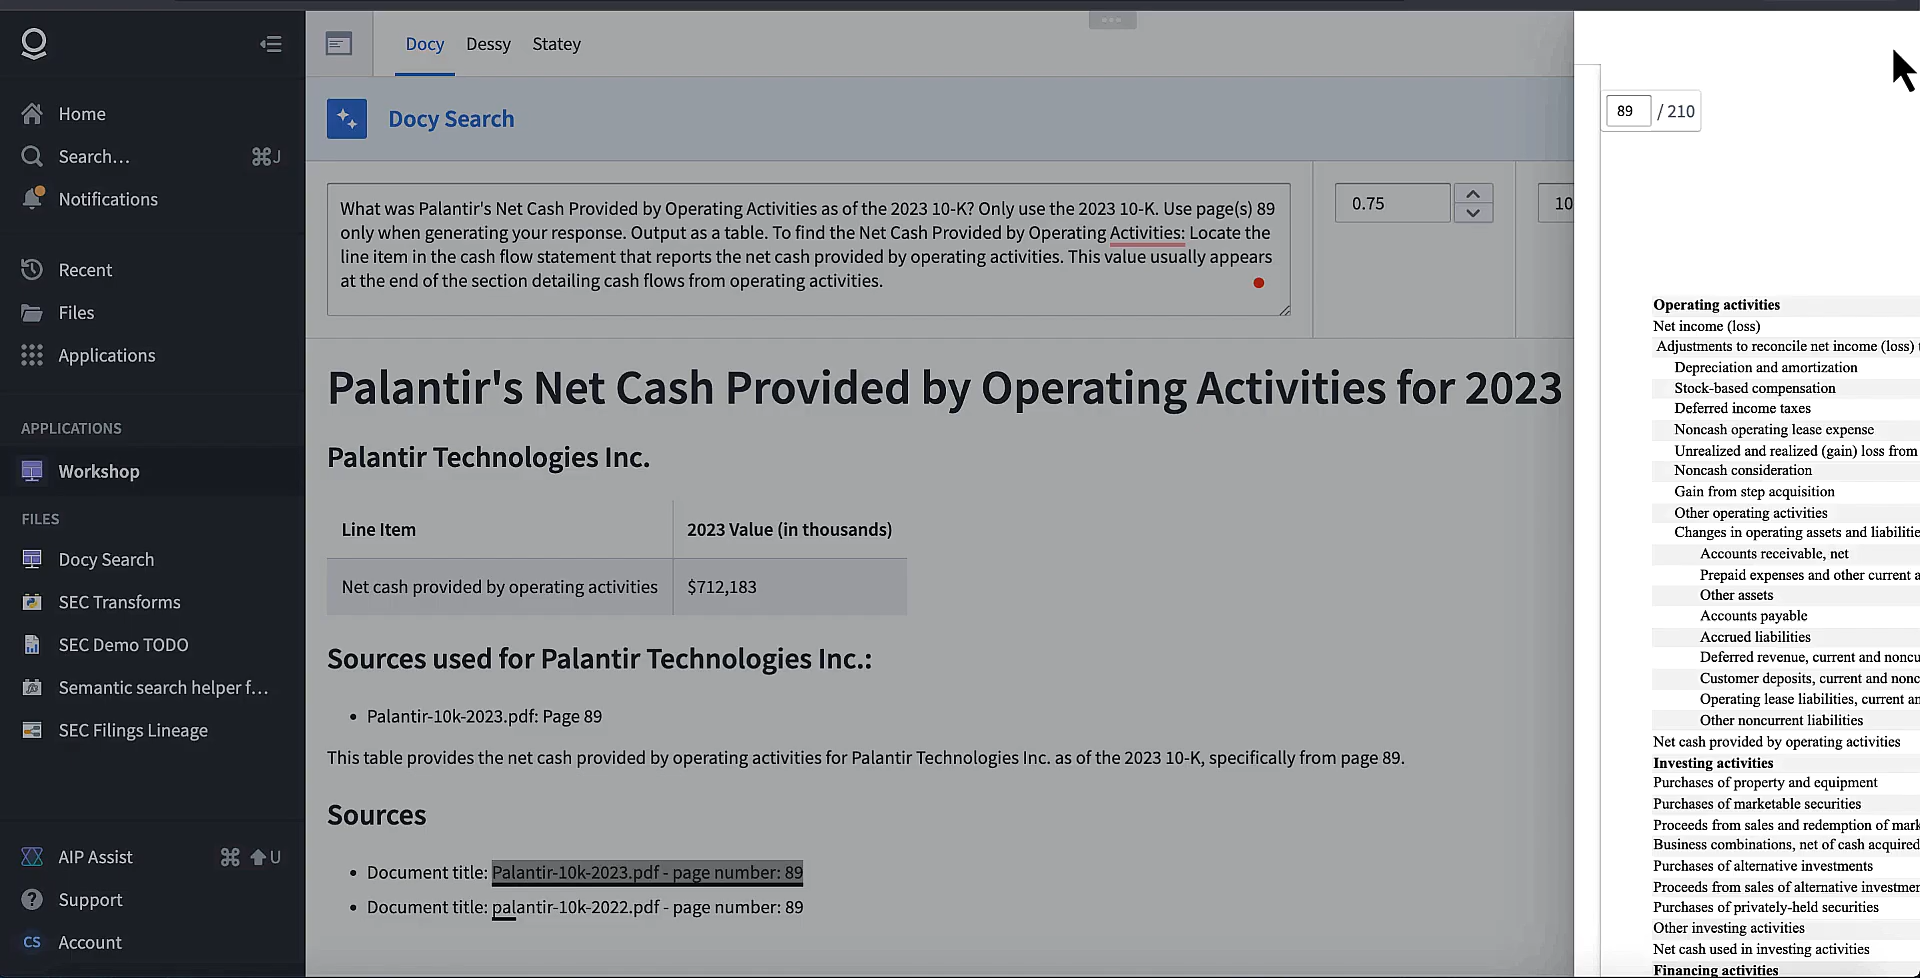 Home
Search...
⌘J
Notifications
Recent
Files
Applications
APPLICATIONS
Workshop
FILES
Docy Search
SEC Transforms
SEC Demo TODO
Semantic search helper f...
SEC Filings Lineage
AIP Assist
⌘ ⬆ U
Support
CS Account
Docy Dessy Statey
Docy Search
What was Palantir's Net Cash Provided by Operating Activities as of the 2023 10-K? Only use the 2023 10-K. Use page(s) 89
only when generating your response. Output as a table. To find the Net Cash Provided by Operating Activities: Locate the
line item in the cash flow statement that reports the net cash provided by operating activities. This value usually appears
at the end of the section detailing cash flows from operating activities.
0.75
10
Palantir's Net Cash Provided by Operating Activities for 2023
Palantir Technologies Inc.
Line Item 2023 Value (in thousands)
Net cash provided by operating activities $712,183
Sources used for Palantir Technologies Inc.:
• Palantir-10k-2023.pdf: Page 89
This table provides the net cash provided by operating activities for Palantir Technologies Inc. as of the 2023 10-K, specifically from page 89.
Sources
• Document title: Palantir-10k-2023.pdf - page number: 89
• Document title: palantir-10k-2022.pdf - page number: 89
89 / 210
Operating activities
Net income (loss)
Adjustments to reconcile net income (loss)
Depreciation and amortization
Stock-based compensation
Deferred income taxes
Noncash operating lease expense
Unrealized and realized (gain) loss from
Noncash consideration
Gain from step acquisition
Other operating activities
Changes in operating assets and
Accounts receivable, net
Prepaid expenses and other current
Other assets
Accounts payable
Accrued liabilities
Deferred revenue, current and
Customer deposits, current and
Operating lease liabilities, current
Other noncurrent liabilities
Net cash provided by operating activities
Investing activities
Purchases of property and equipment
Purchases of marketable securities
Proceeds from sales and redemption of
Business combinations, net of cash acquired
Purchases of alternative investments
Proceeds from sales of alternative
Purchases of privately-held securities
Other investing activities
Net cash used in investing activities
Financing activities